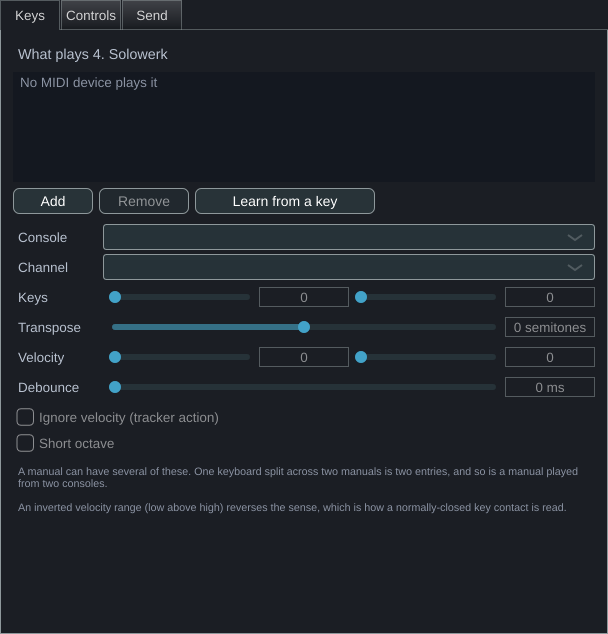 Keys Controls Send
What plays 4. Solowerk
No MIDI device plays it
Add Remove Learn from a key
Console
Channel
Keys 0 0
Transpose 0 semitones
Velocity 0 0
Debounce 0 ms
Ignore velocity (tracker action)
Short octave
A manual can have several of these. One keyboard split across two manuals is two entries, and so is a manual played
from two consoles.
An inverted velocity range (low above high) reverses the sense, which is how a normally-closed key contact is read.